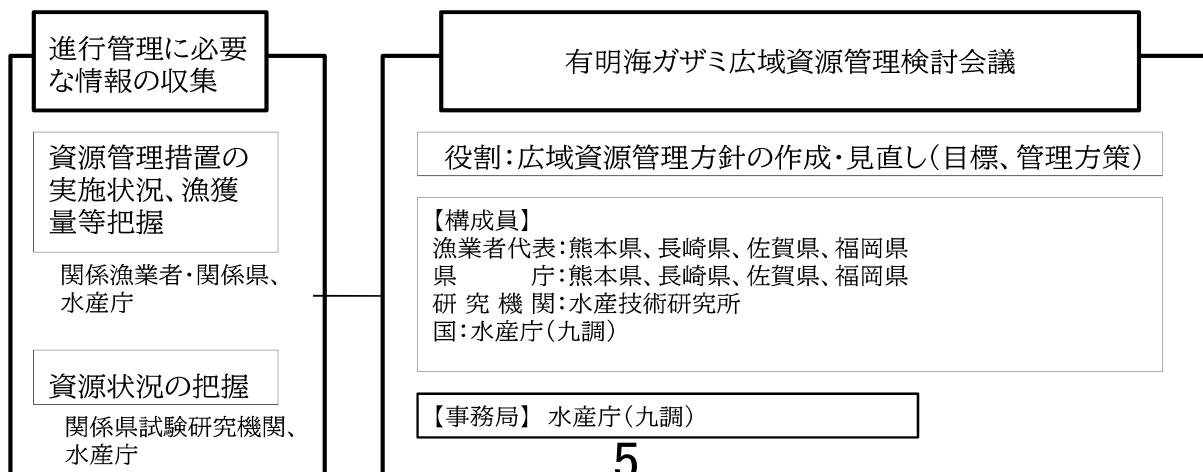 進行管理に必要
な情報の収集
資源管理措置の
実施状況、漁獲
量等把握
関係漁業者・関係県、
水産庁
資源状況の把握
関係県試験研究機関、
水産庁
有明海ガザミ広域資源管理検討会議
役割：広域資源管理方針の作成・見直し（目標、管理方策）
【構成員】
漁業者代表：熊本県、長崎県、佐賀県、福岡県
県　　　庁：熊本県、長崎県、佐賀県、福岡県
研 究 機 関：水産技術研究所
国：水産庁（九調）
【事務局】 水産庁（九調）
5